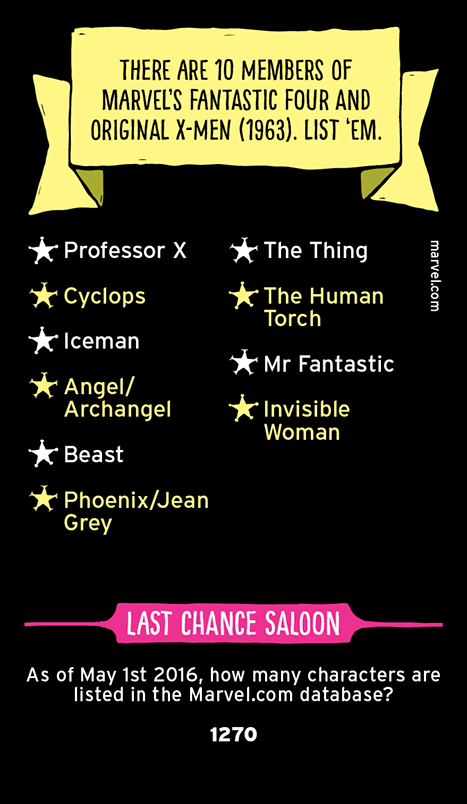 THERE ARE 10 MEMBERS OF
MARVEL'S FANTASTIC FOUR AND
ORIGINAL X-MEN (1963). LIST 'EM.
Professor X
Cyclops
Iceman
Angel/
Archangel
Beast
Phoenix/Jean
Grey
The Thing
The Human
Torch
Mr Fantastic
Invisible
Woman
marvel.com
LAST CHANCE SALOON
As of May 1st 2016, how many characters are
listed in the Marvel.com database?
1270